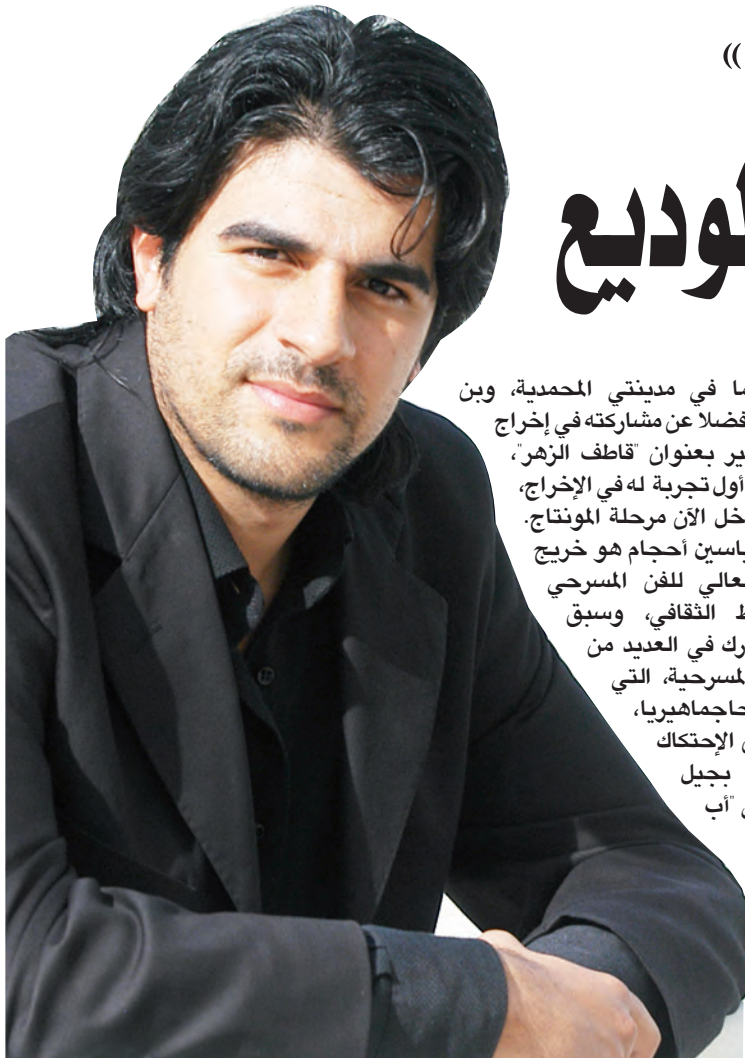 ((
لوديع
ما في مدينتي المحمدية، وبن
فضلا عن مشاركته في إخراج
ير بعنوان "قاطف الزهر"،
أول تجربة له في الإخراج،
خل الآن مرحلة المونتاج.
ياسين أحجام هو خريج
عالي للفن المسرحي
ط الثقافي، وسبق
رك في العديد من
لمسرحية، التي
حاجماهيريا،
الإحتكاك
بجيل
"أب